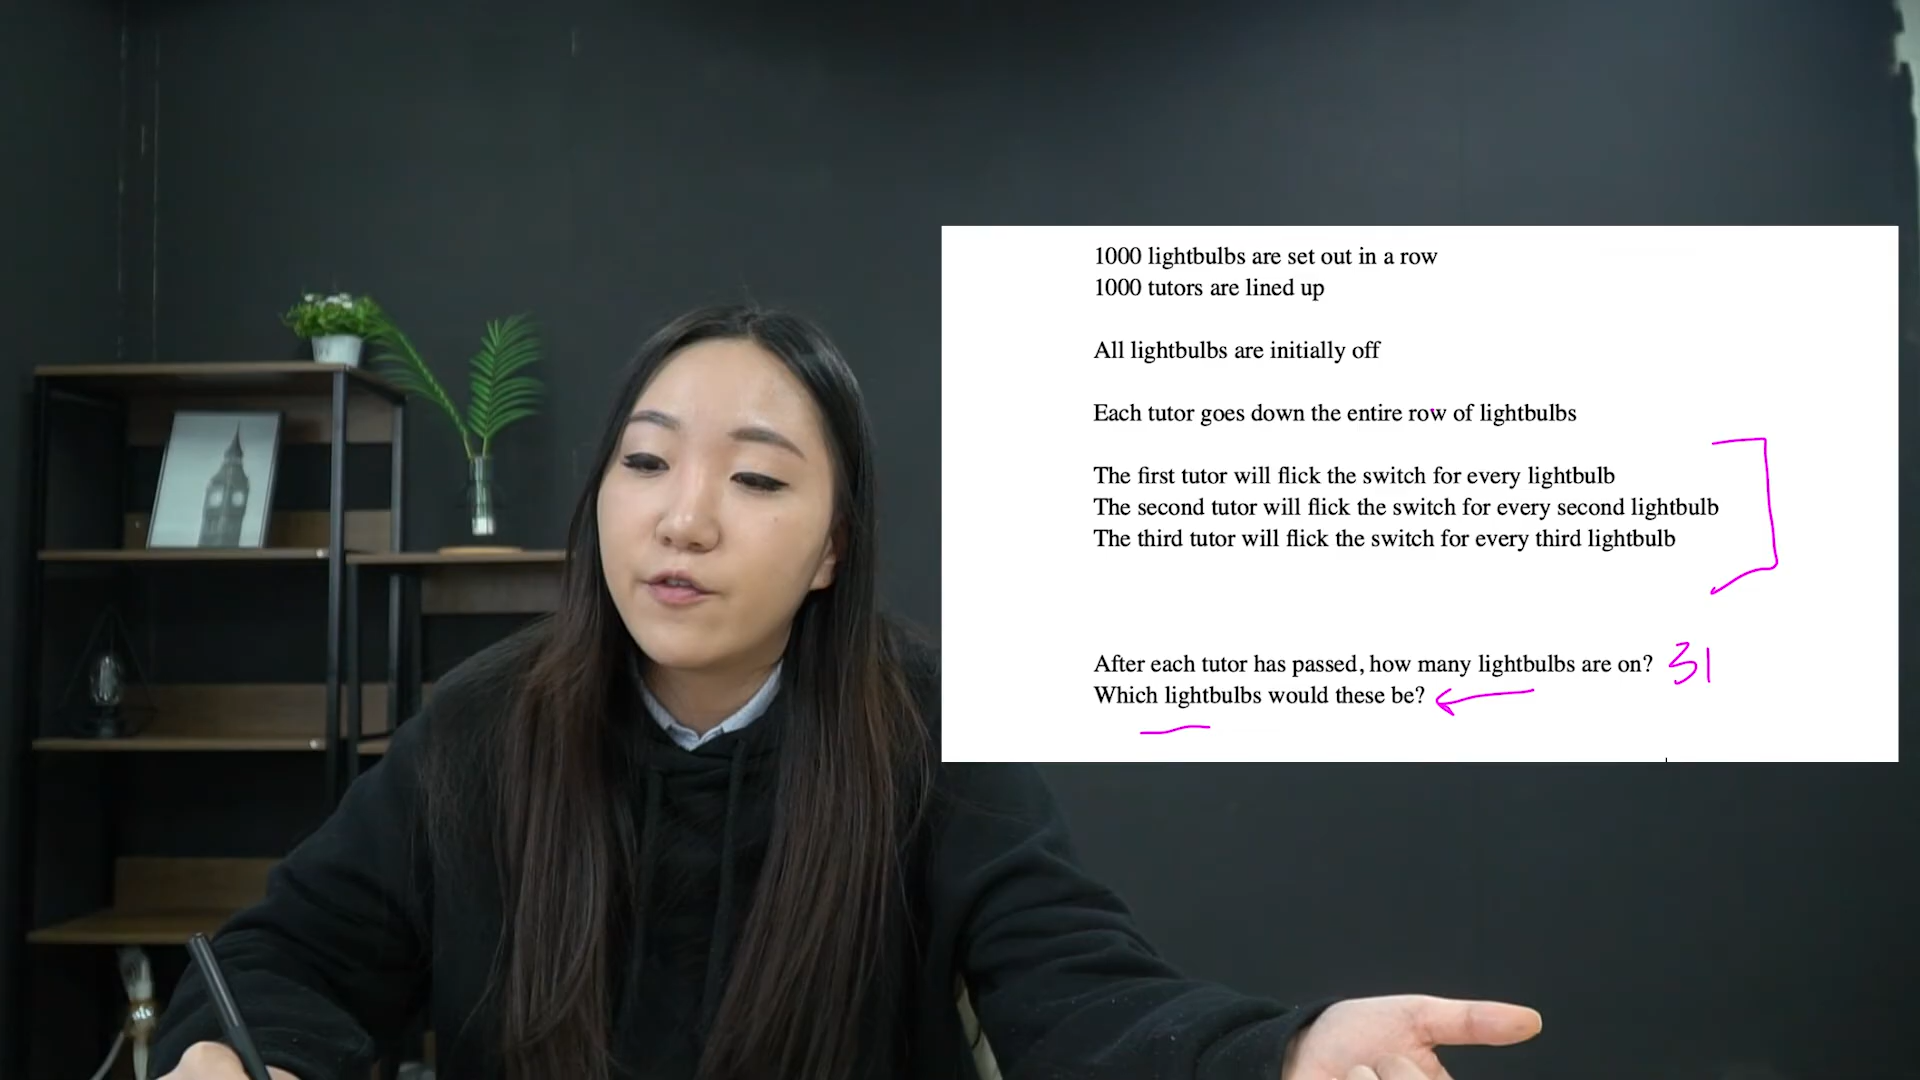 1000 lightbulbs are set out in a row
1000 tutors are lined up
All lightbulbs are initially off
Each tutor goes down the entire row of lightbulbs
The first tutor will flick the switch for every lightbulb
The second tutor will flick the switch for every second lightbulb
The third tutor will flick the switch for every third lightbulb
After each tutor has passed, how many lightbulbs are on? 31
Which lightbulbs would these be?